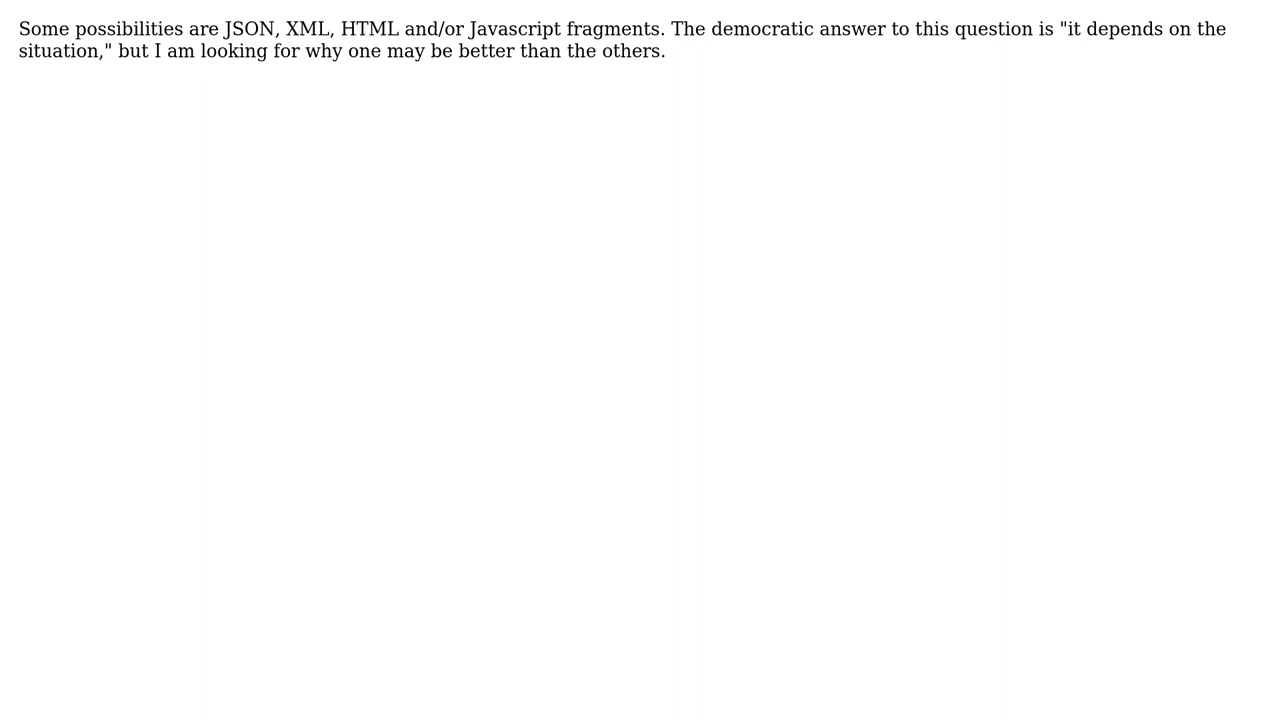 Some possibilities are JSON, XML, HTML and/or Javascript fragments. The democratic answer to this question is "it depends on the
situation," but I am looking for why one may be better than the others.